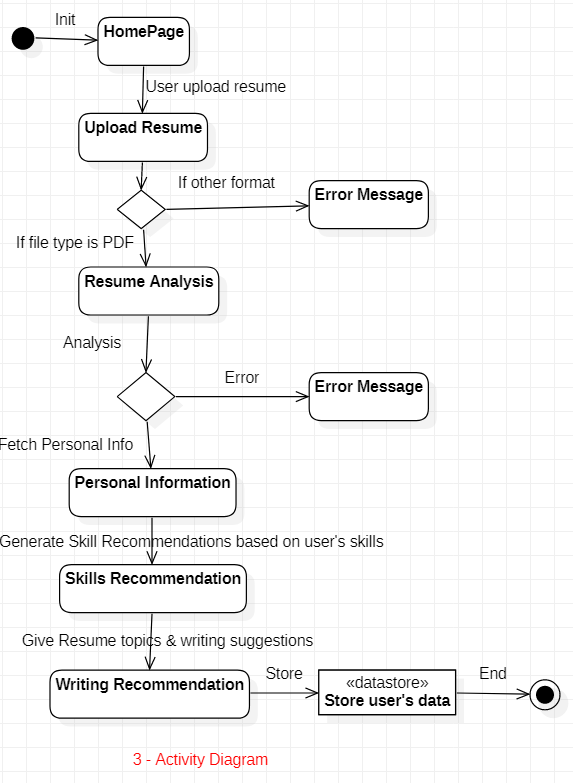 Init
HomePage
User upload resume
Upload Resume
If other format
Error Message
If file type is PDF
Resume Analysis
Analysis
Error
Error Message
Fetch Personal Info
Personal Information
Generate Skill Recommendations based on user's skills
Skills Recommendation
Give Resume topics & writing suggestions
Writing Recommendation
Store
«datastore»
Store user's data
End
3 - Activity Diagram